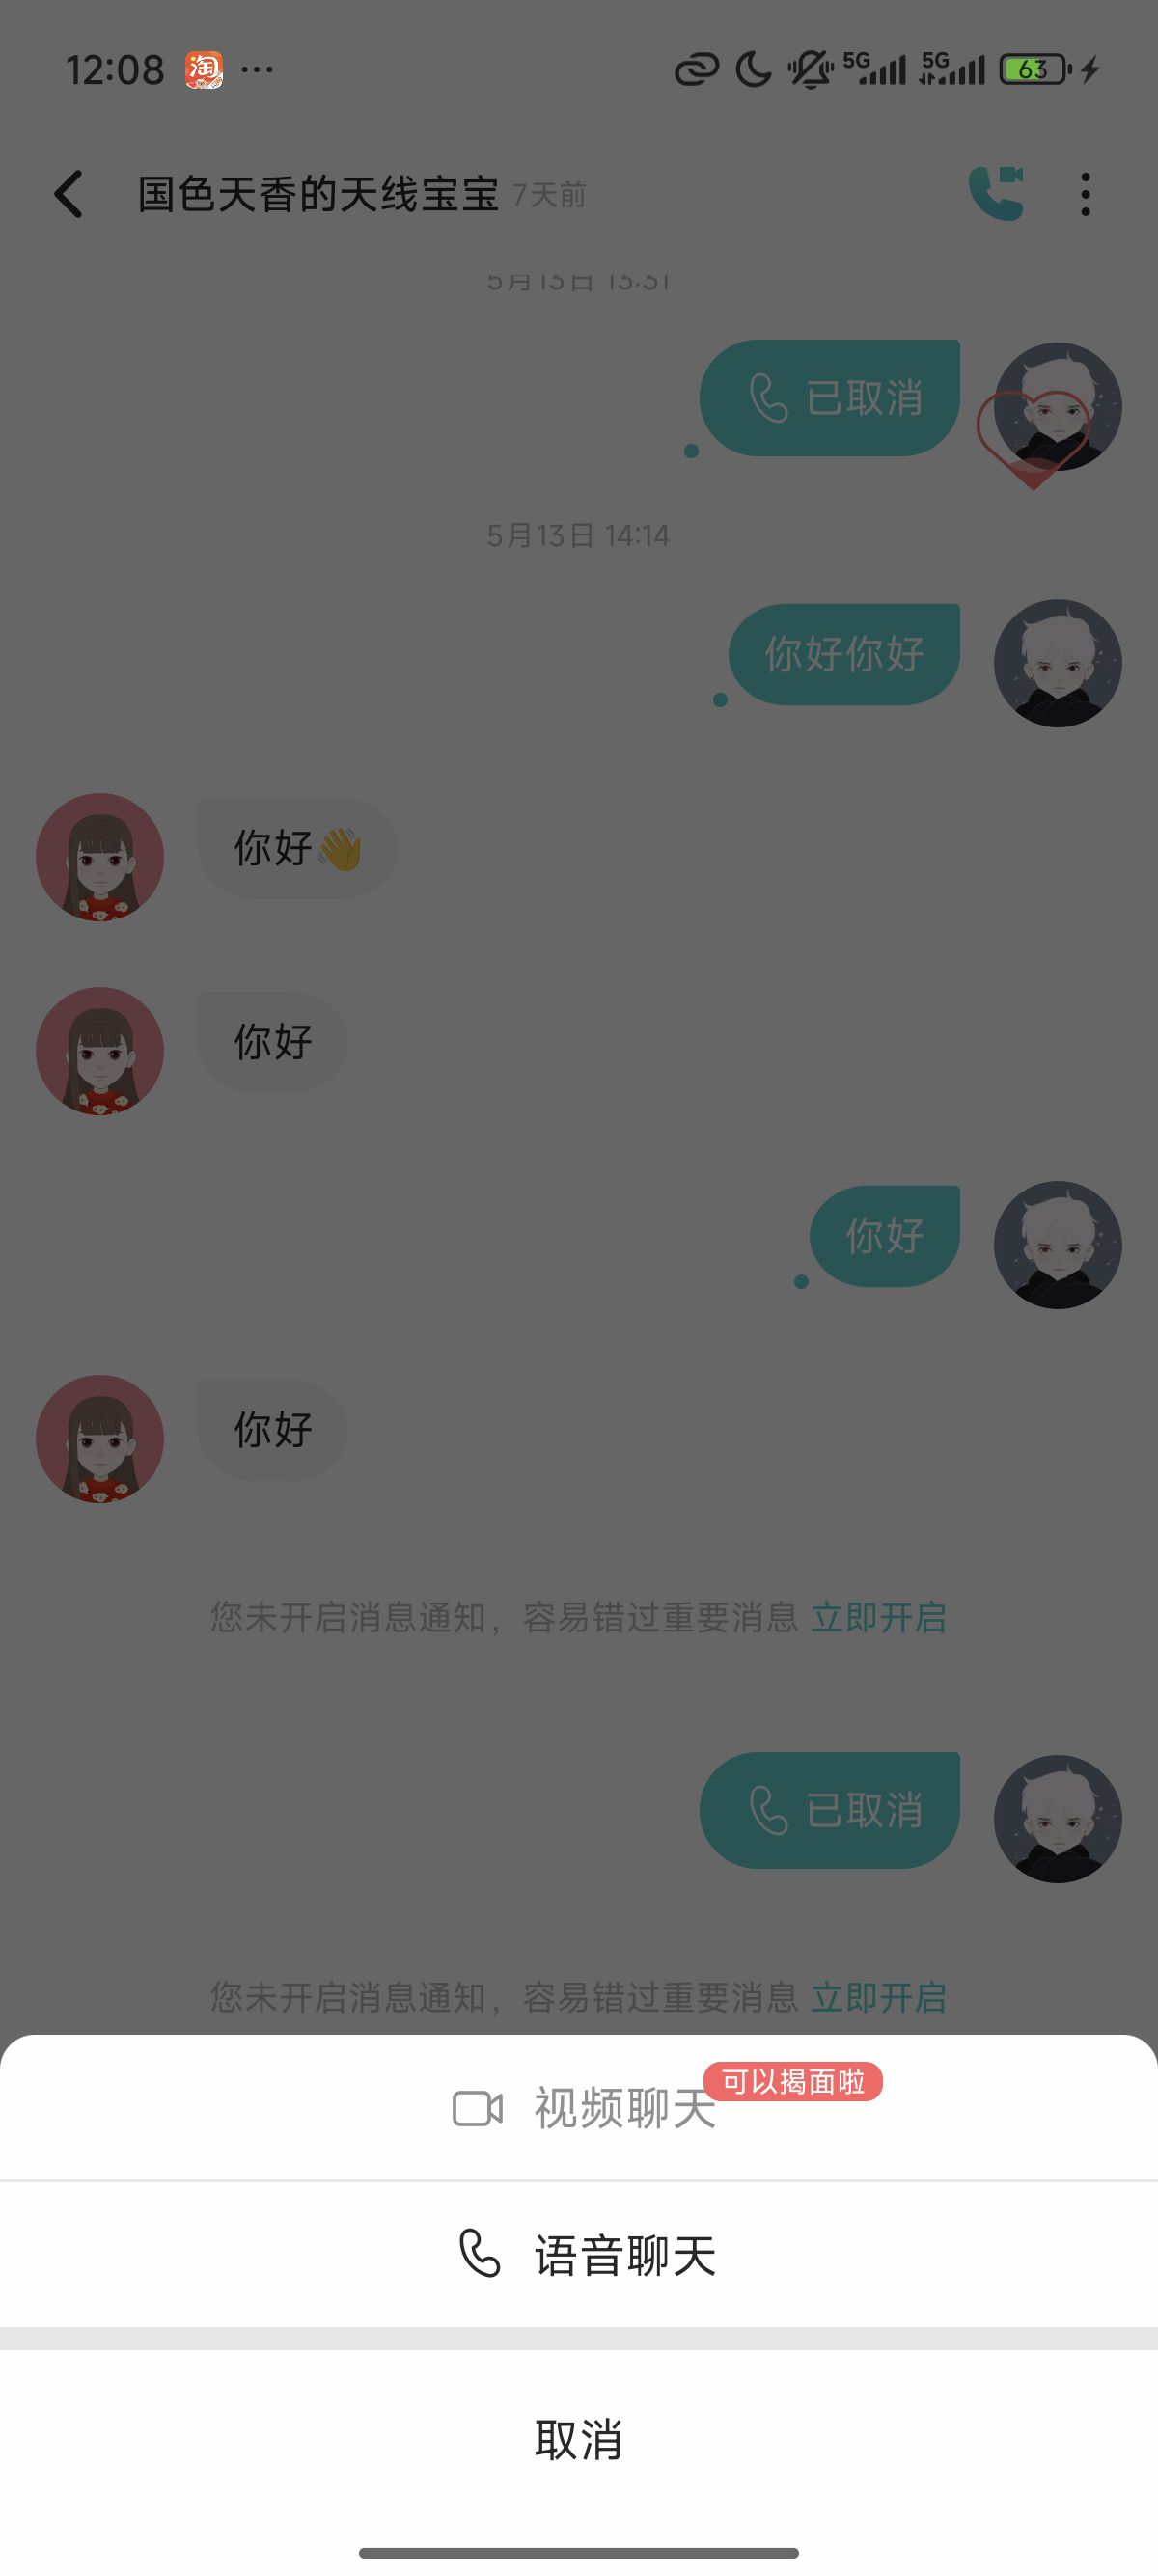 12:08 淘 ···
5G 5G 63
国色天香的天线宝宝 7天前
5月13日 13:31
已取消
5月13日 14:14
你好你好
你好👋
你好
你好
你好
您未开启消息通知，容易错过重要消息 立即开启
已取消
您未开启消息通知，容易错过重要消息 立即开启
可以揭面啦
视频聊天
语音聊天
取消